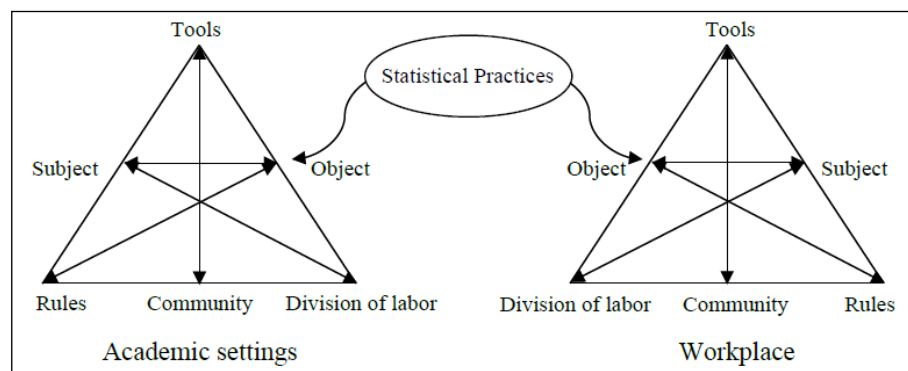 Tools
Tools
Statistical Practices
Subject
Object
Object
Subject
Rules
Community
Division of labor
Division of labor
Community
Rules
Academic settings
Workplace